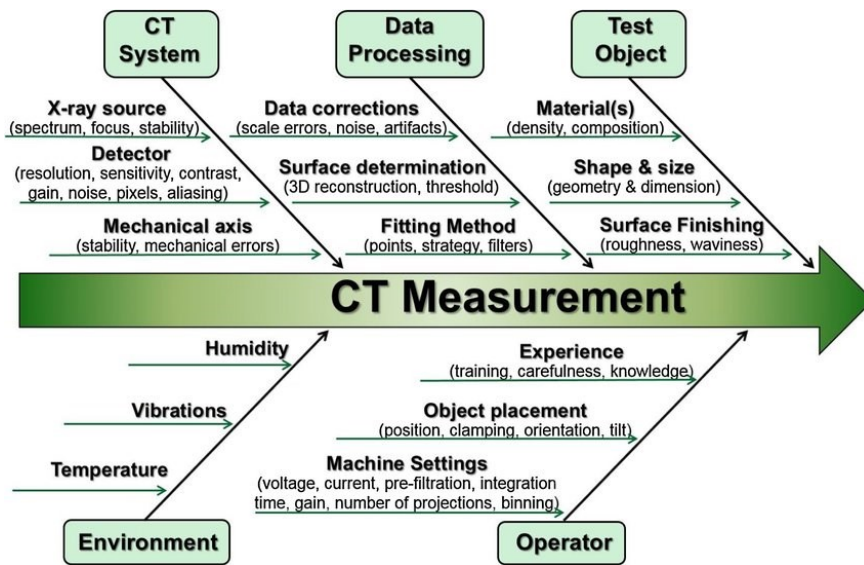 CT
System
Data
Processing
Test
Object
X-ray source
(spectrum, focus, stability)
Detector
(resolution, sensitivity, contrast,
gain, noise, pixels, aliasing)
Mechanical axis
(stability, mechanical errors)
Data corrections
(scale errors, noise, artifacts)
Surface determination
(3D reconstruction, threshold)
Fitting Method
(points, strategy, filters)
Material(s)
(density, composition)
Shape & size
(geometry & dimension)
Surface Finishing
(roughness, waviness)
CT Measurement
Humidity
Vibrations
Temperature
Environment
Experience
(training, carefulness, knowledge)
Object placement
(position, clamping, orientation, tilt)
Machine Settings
(voltage, current, pre-filtration, integration
time, gain, number of projections, binning)
Operator